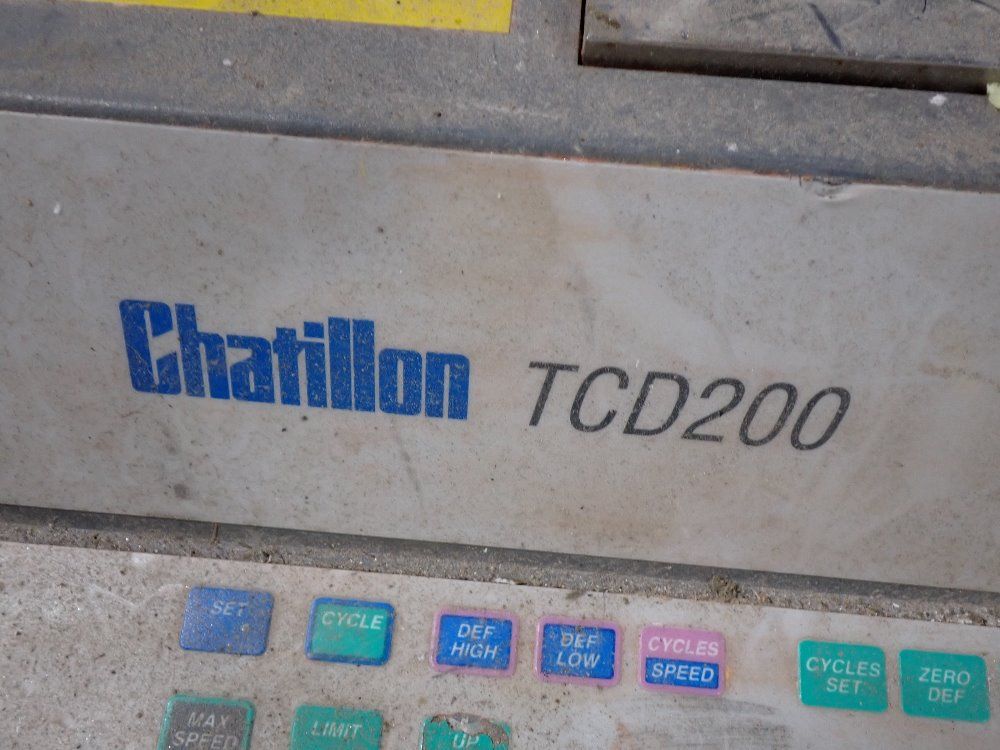 Chatillon TCD200
SET
CYCLE
DEF
HIGH
DEF
LOW
CYCLES
SPEED
CYCLES
SET
ZERO
DEF
MAX
SPEED
LIMIT
UP